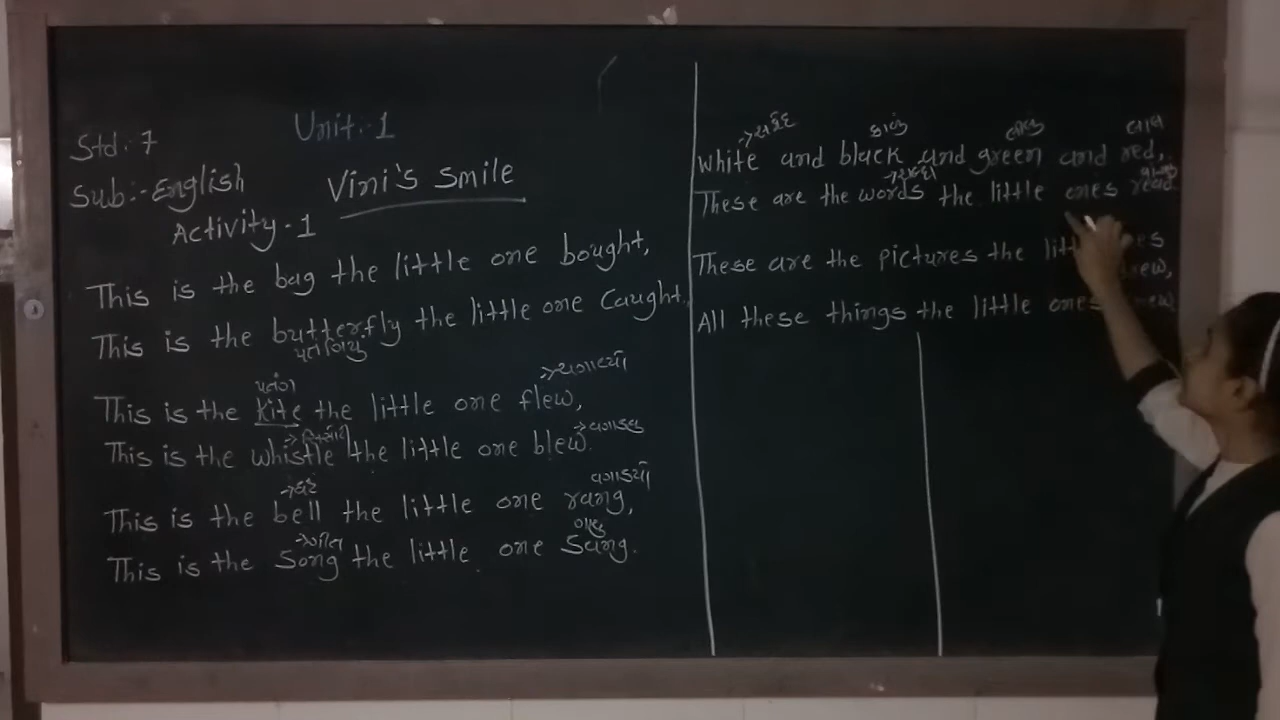 Unit.-1
Std.-7
Sub:-English
Vini's Smile
Activity-1
This is the bag the little one bought,
This is the butterfly the little one Caught.
પતંગિયુ
પતંગ →ચગાવ્યો
This is the kite the little one flew,
→સિસોટી →વગાડી
This is the whistle the little one blew.
→ઘંટ વગાડ્યો
This is the bell the little one rang,
→ગીત ગાયુ
This is the Song the little one Sang.
→સફેદ કાળુ લીલુ લાલ
White and black and green and red,
→શબ્દો
These are the words the little ones read
These are the pictures the
All these things the little ones